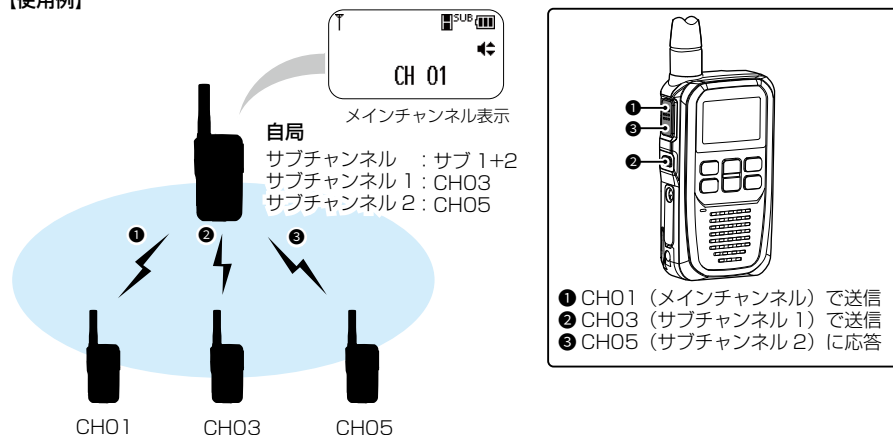 【使用例】
SUB
CH 01
メインチャンネル表示
自局
サブチャンネル : サブ 1+2
サブチャンネル 1 : CH03
サブチャンネル 2 : CH05
❶ ❷ ❸
CH01 CH03 CH05
❶
❸
❷
❶ CH01（メインチャンネル）で送信
❷ CH03（サブチャンネル 1）で送信
❸ CH05（サブチャンネル 2）に応答